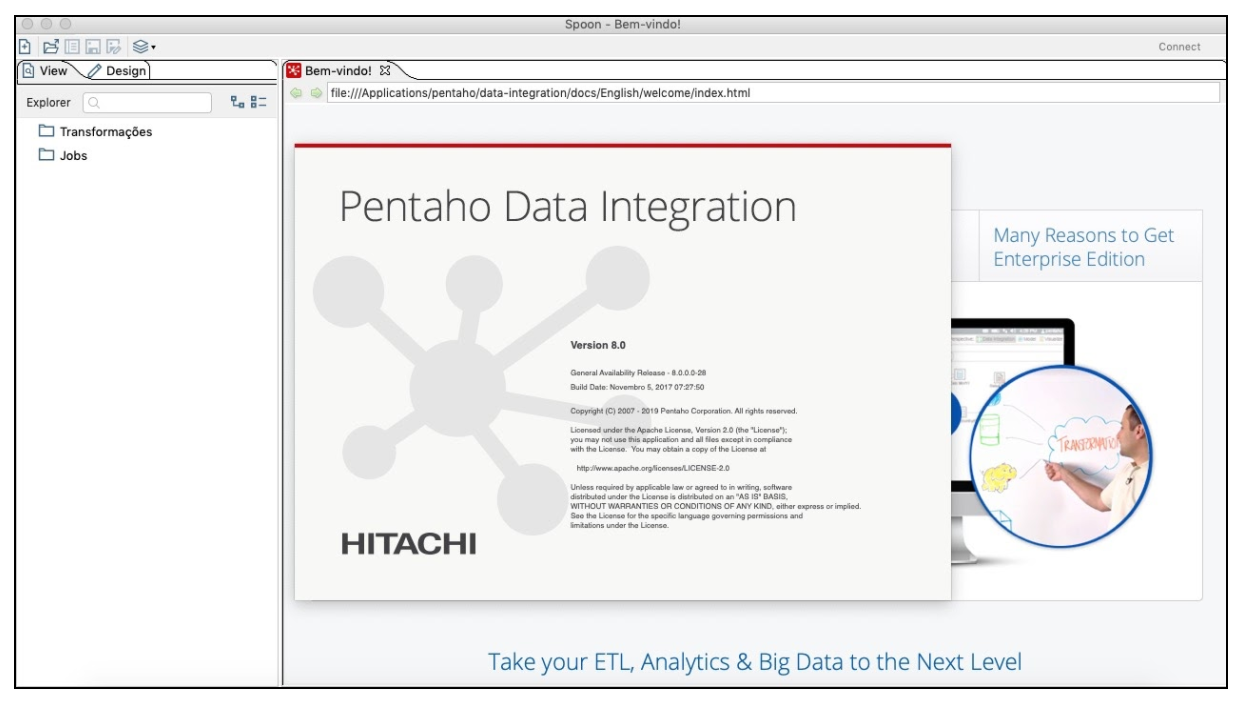 Spoon - Bem-vindo!
Connect
View Design
Bem-vindo!
Explorer
file:///Applications/pentaho/data-integration/docs/English/welcome/index.html
Transformações
Jobs
Pentaho Data Integration
Many Reasons to Get
Enterprise Edition
Version 8.0
General Availability Release - 8.0.0.0-28
Build Date: Novembro 5, 2017 07:27:50
Copyright (C) 2007 - 2019 Pentaho Corporation. All rights reserved.
Licensed under the Apache License, Version 2.0 (the "License");
you may not use this application and all files except in compliance
with the License. You may obtain a copy of the License at
http://www.apache.org/licenses/LICENSE-2.0
Unless required by applicable law or agreed to in writing, software
distributed under the License is distributed on an "AS IS" BASIS,
WITHOUT WARRANTIES OR CONDITIONS OF ANY KIND, either express or implied.
See the License for the specific language governing permissions and
limitations under the License.
HITACHI
Take your ETL, Analytics & Big Data to the Next Level